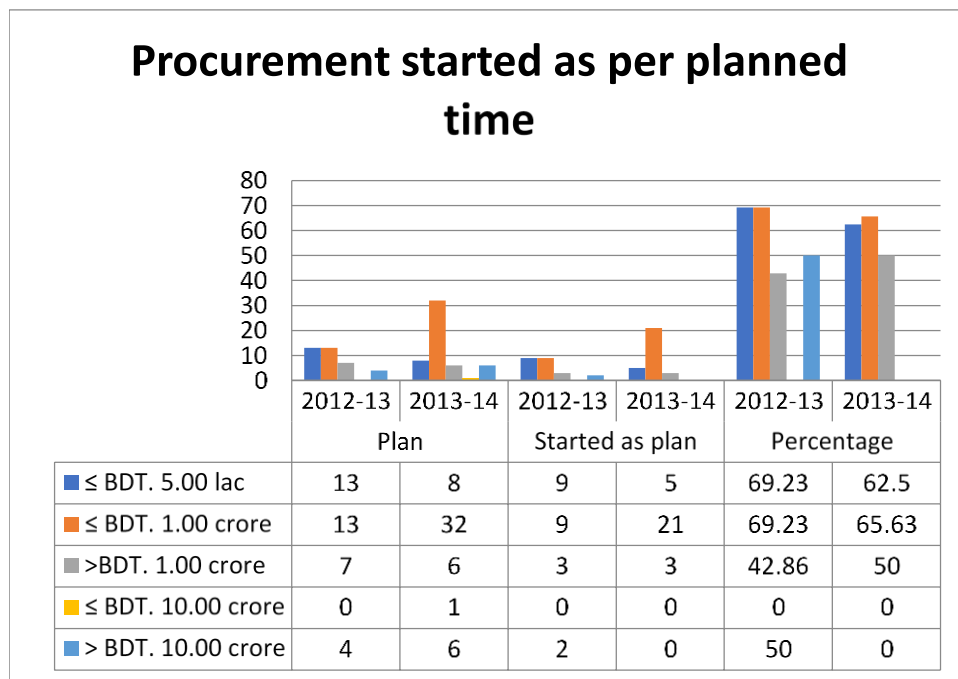 Procurement started as per planned
time
80
70
60
50
40
30
20
10
0
2012-13 2013-14 2012-13 2013-14 2012-13 2013-14
Plan Started as plan Percentage
≤ BDT. 5.00 lac 13 8 9 5 69.23 62.5
≤ BDT. 1.00 crore 13 32 9 21 69.23 65.63
>BDT. 1.00 crore 7 6 3 3 42.86 50
≤ BDT. 10.00 crore 0 1 0 0 0 0
> BDT. 10.00 crore 4 6 2 0 50 0